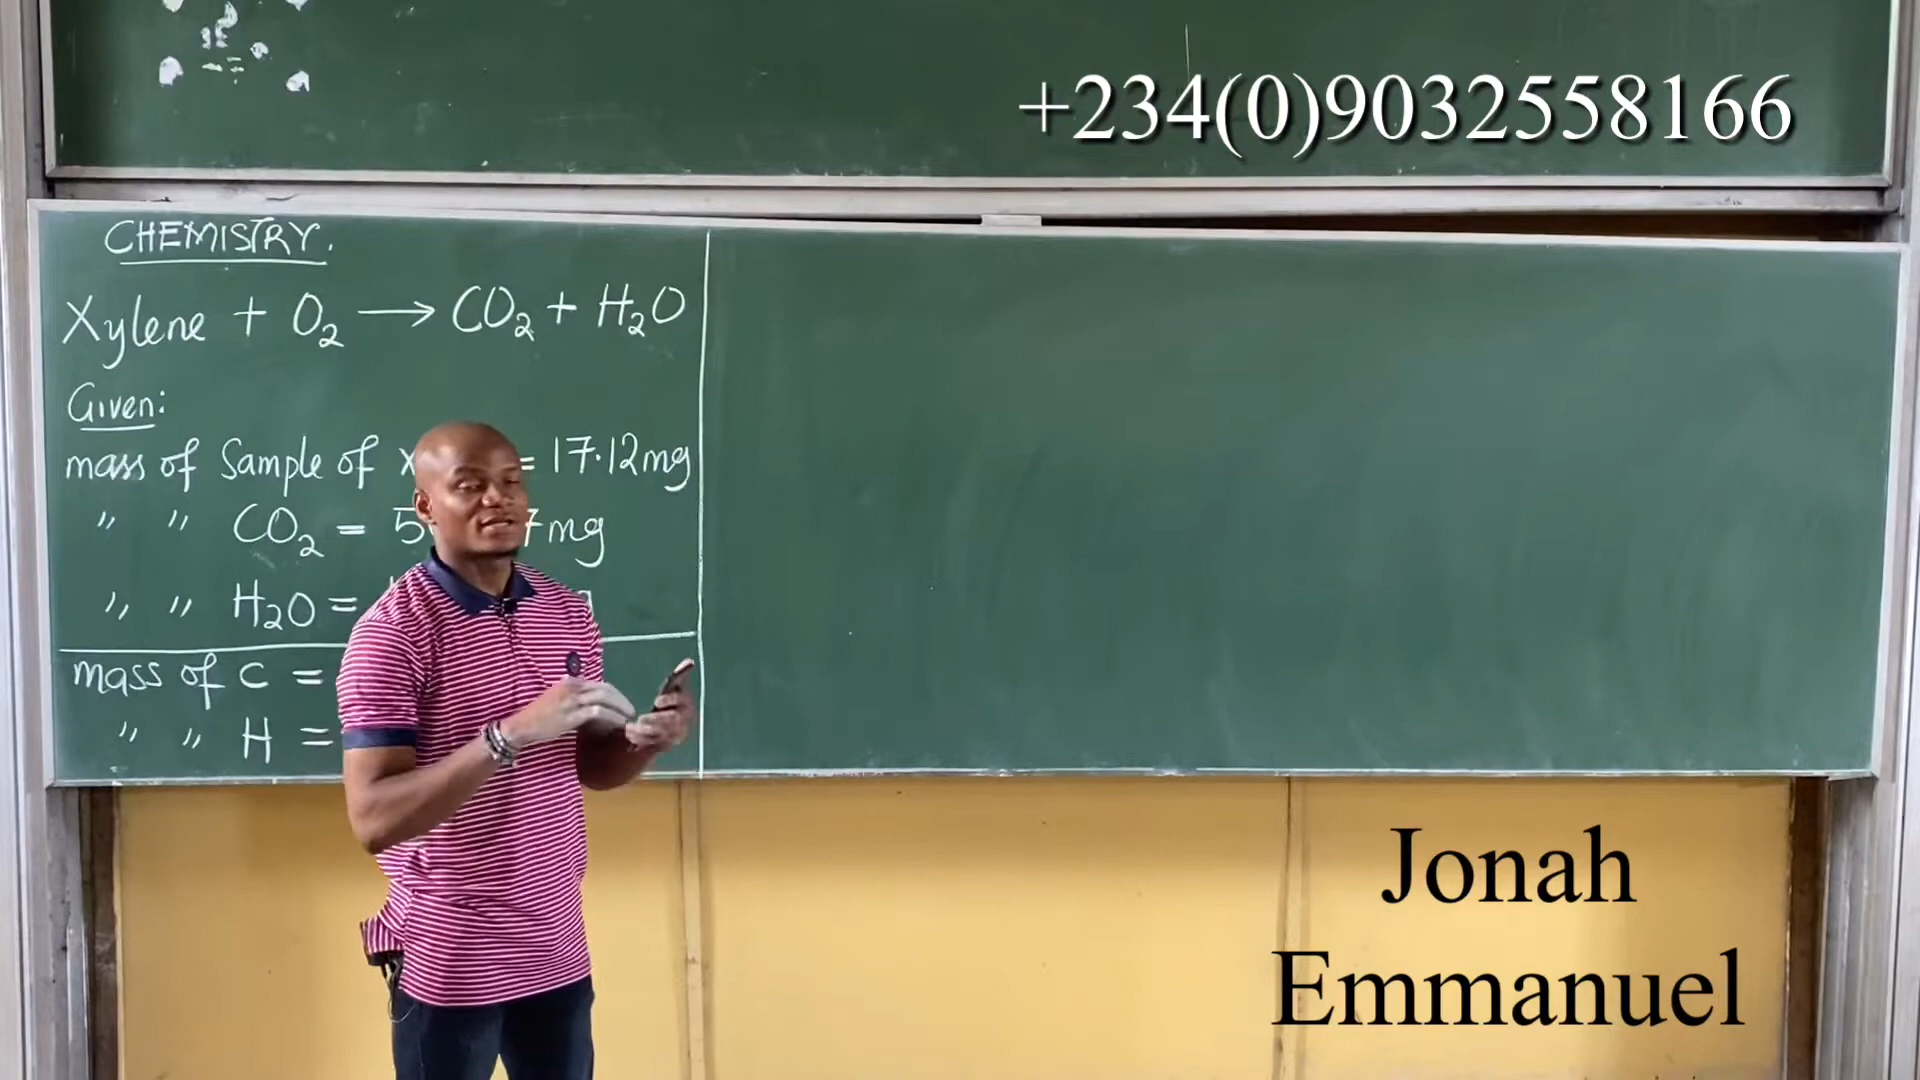 +234(0)9032558166
CHEMISTRY.
Xylene + O₂ → CO₂ + H₂O
Given:
mass of Sample of = 17.12mg
" " CO₂ = mg
" " H₂O =
mass of C =
" " H =
Jonah
Emmanuel